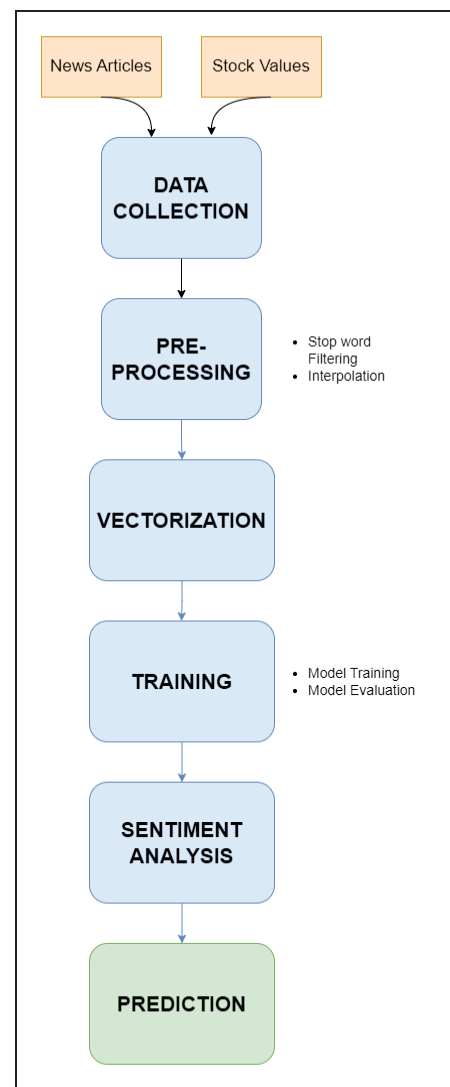 News Articles
Stock Values
DATA
COLLECTION
PRE-
PROCESSING
• Stop word
Filtering
• Interpolation
VECTORIZATION
TRAINING
• Model Training
• Model Evaluation
SENTIMENT
ANALYSIS
PREDICTION